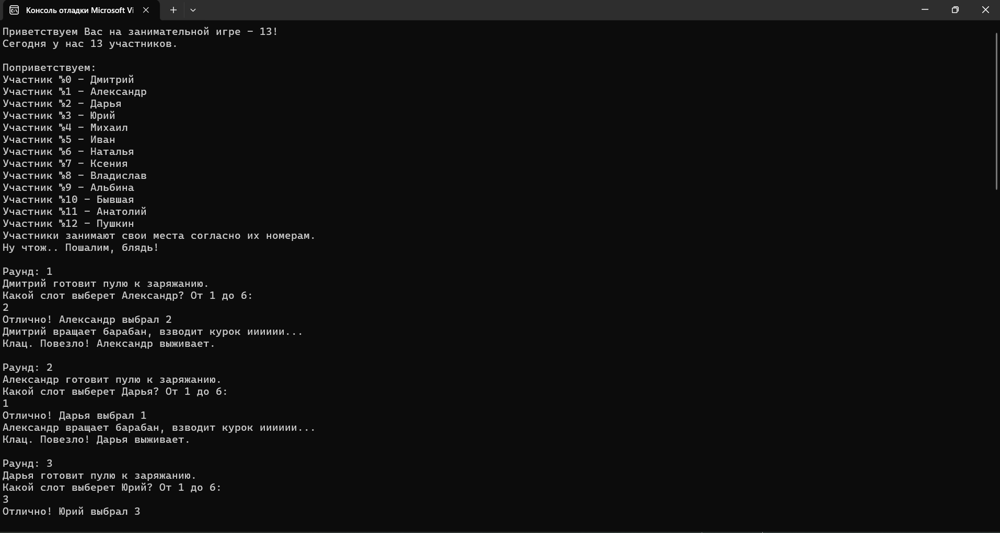 Консоль отладки Microsoft Vi
Приветствуем Вас на занимательной игре - 13!
Сегодня у нас 13 участников.
Поприветствуем:
Участник №0 - Дмитрий
Участник №1 - Александр
Участник №2 - Дарья
Участник №3 - Юрий
Участник №4 - Михаил
Участник №5 - Иван
Участник №6 - Наталья
Участник №7 - Ксения
Участник №8 - Владислав
Участник №9 - Альбина
Участник №10 - Бывшая
Участник №11 - Анатолий
Участник №12 - Пушкин
Участники занимают свои места согласно их номерам.
Ну чтож.. Пошалим, блядь!
Раунд: 1
Дмитрий готовит пулю к заряжанию.
Какой слот выберет Александр? От 1 до 6:
2
Отлично! Александр выбрал 2
Дмитрий вращает барабан, взводит курок ииииии...
Клац. Повезло! Александр выживает.
Раунд: 2
Александр готовит пулю к заряжанию.
Какой слот выберет Дарья? От 1 до 6:
1
Отлично! Дарья выбрал 1
Александр вращает барабан, взводит курок ииииии...
Клац. Повезло! Дарья выживает.
Раунд: 3
Дарья готовит пулю к заряжанию.
Какой слот выберет Юрий? От 1 до 6:
3
Отлично! Юрий выбрал 3